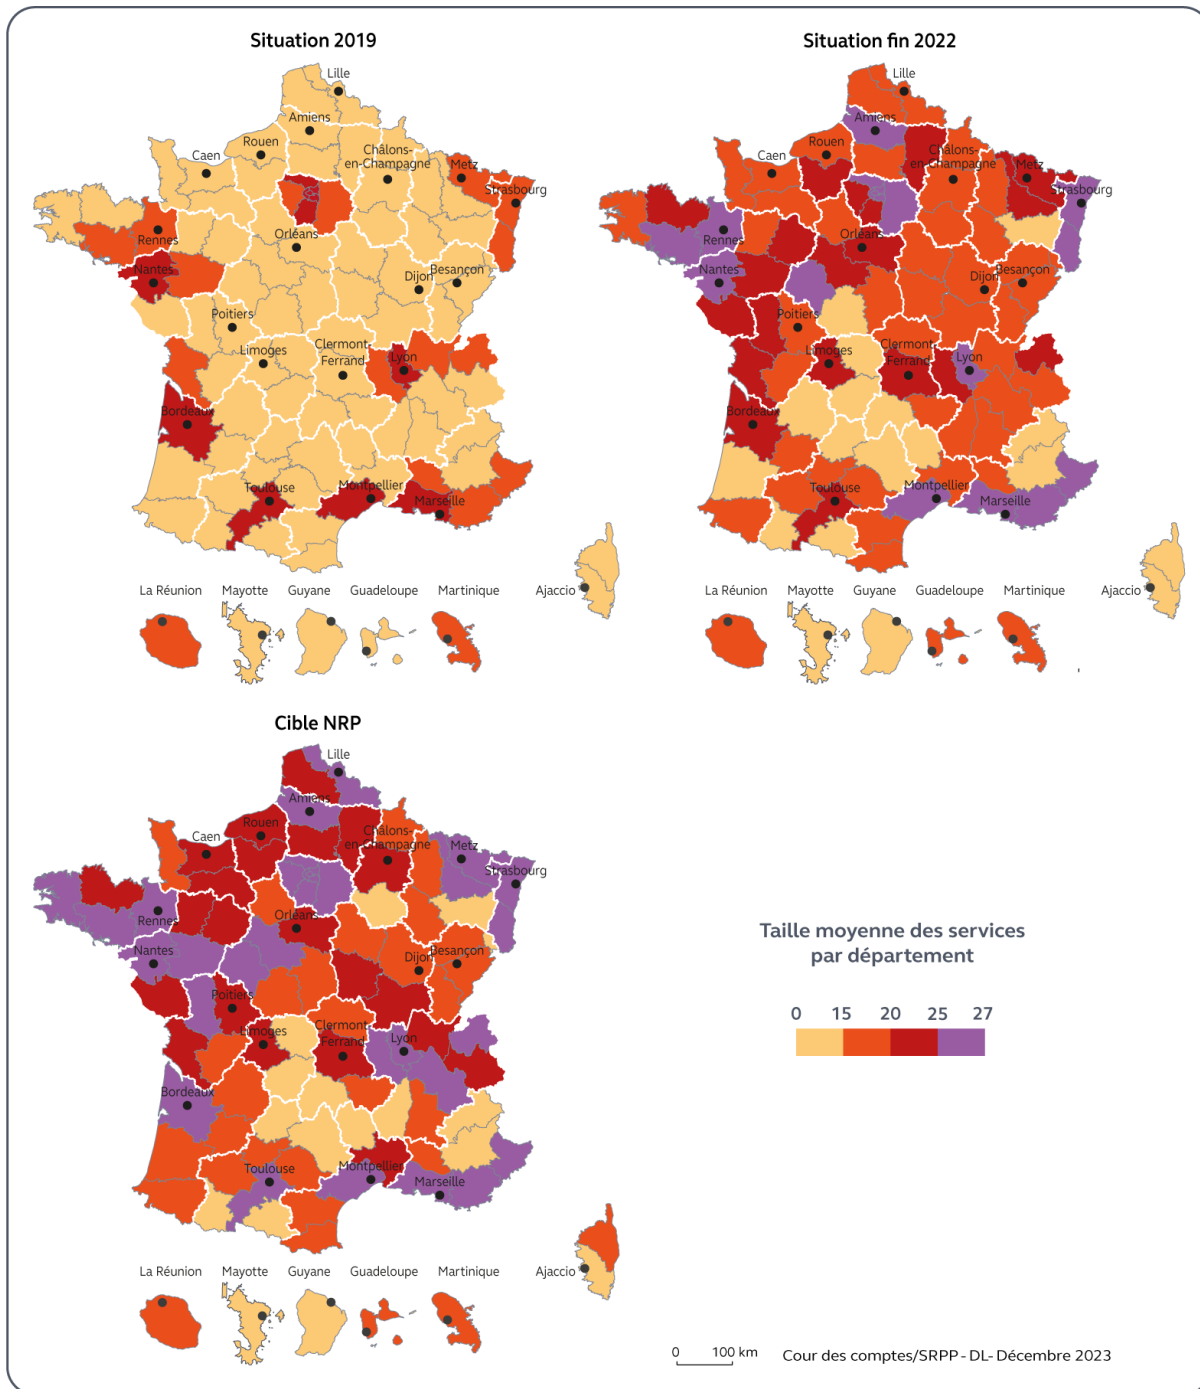 Situation 2019
Lille
Amiens
Rouen
Caen
Châlons-
en-Champagne
Metz
Strasbourg
Rennes
Orléans
Nantes
Dijon
Besançon
Poitiers
Limoges
Clermont-
Ferrand
Lyon
Bordeaux
Toulouse
Montpellier
Marseille
La Réunion
Mayotte
Guyane
Guadeloupe
Martinique
Ajaccio
Situation fin 2022
Lille
Amiens
Rouen
Caen
Châlons-
en-Champagne
Metz
Strasbourg
Rennes
Orléans
Nantes
Dijon
Besançon
Poitiers
Limoges
Clermont-
Ferrand
Lyon
Bordeaux
Toulouse
Montpellier
Marseille
La Réunion
Mayotte
Guyane
Guadeloupe
Martinique
Ajaccio
Cible NRP
Lille
Amiens
Rouen
Caen
Châlons-
en-Champagne
Metz
Strasbourg
Rennes
Orléans
Nantes
Dijon
Besançon
Poitiers
Limoges
Clermont-
Ferrand
Lyon
Bordeaux
Toulouse
Montpellier
Marseille
La Réunion
Mayotte
Guyane
Guadeloupe
Martinique
Ajaccio
Taille moyenne des services
par département
0 15 20 25 27
0 100 km
Cour des comptes/SRPP - DL- Décembre 2023